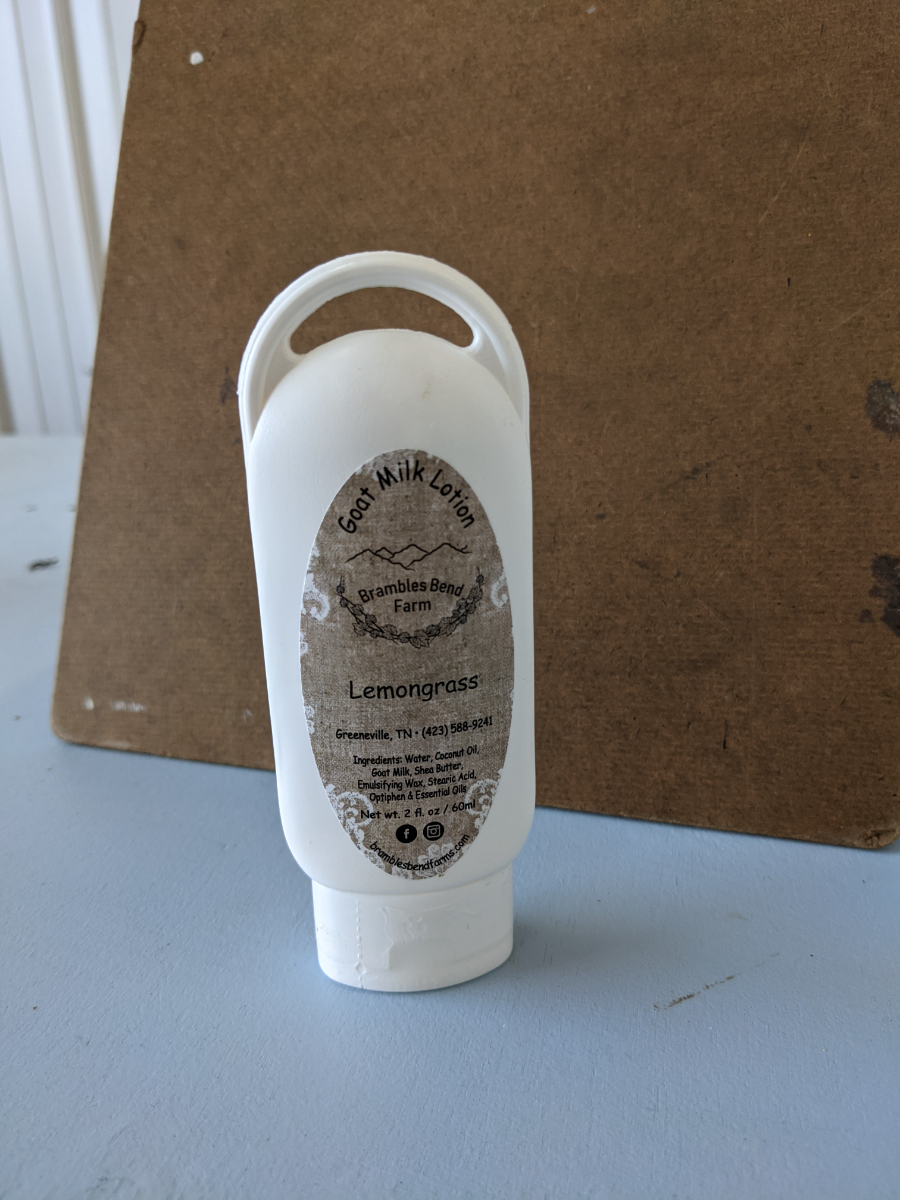 Goat Milk Lotion
Brambles Bend
Farm
Lemongrass
Greeneville, TN • (423) 588-9241
Ingredients: Water, Coconut Oil,
Goat Milk, Shea Butter,
Emulsifying Wax, Stearic Acid,
Optiphen & Essential Oils
Net wt. 2 fl. oz / 60ml
f
bramblesbendfarms.com